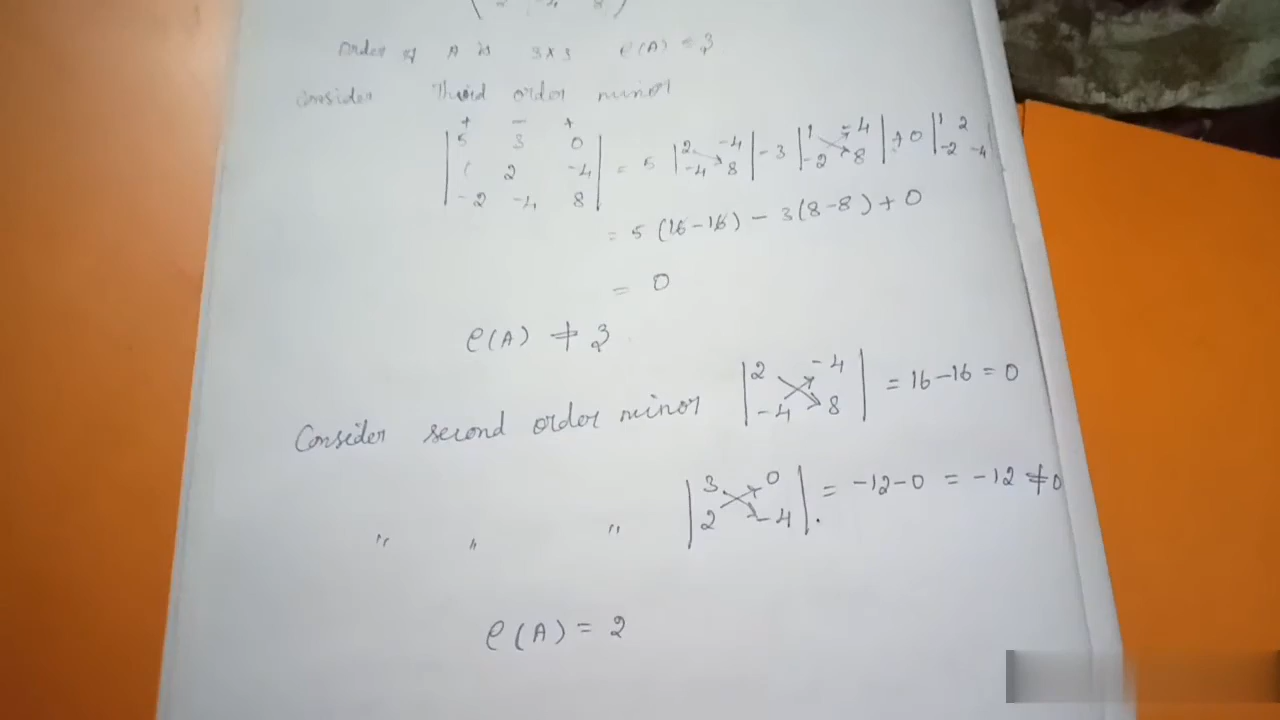 2 -4 8
Order of A is 3x3 ρ(A) = 3
Consider Third order minor
+ - +
|5 3 0| = 5 |2 -4| - 3 |1 -4| + 0 |1 2|
|1 2 -4| |-4 8| |-2 8| |-2 -4|
|-2 -4 8|
= 5 (16-16) - 3(8-8) + 0
= 0
ρ(A) ≠ 3
Consider second order minor |2 -4| = 16-16 = 0
|-4 8|
" " " |3 0| = -12-0 = -12 ≠ 0
|2 -4|
ρ(A) = 2